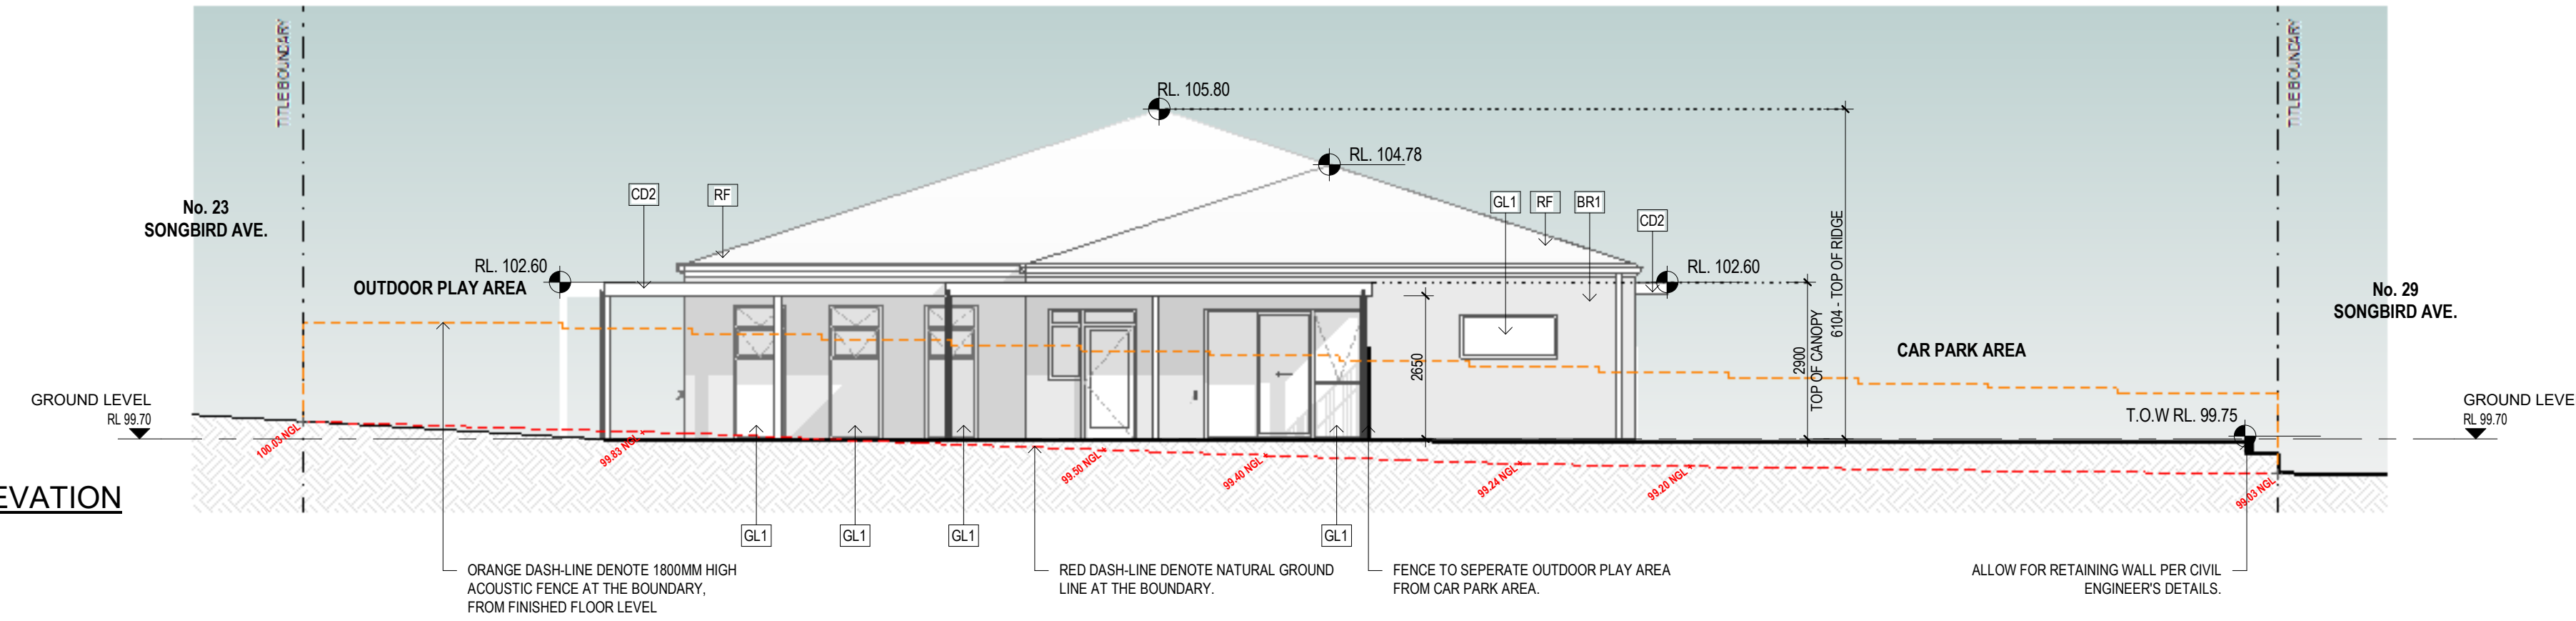 TITLE BOUNDARY
TITLE BOUNDARY
RL. 105.80
RL. 104.78
CD2
RF
GL1
RF
BR1
CD2
No. 23
SONGBIRD AVE.
RL. 102.60
OUTDOOR PLAY AREA
RL. 102.60
6104 - TOP OF RIDGE
2900
TOP OF CANOPY
2650
No. 29
SONGBIRD AVE.
CAR PARK AREA
GROUND LEVEL
RL 99.70
T.O.W RL. 99.75
GROUND LEVE
RL 99.70
100.03 NGL
99.83 NGL
99.50 NGL
99.40 NGL
99.24 NGL
99.20 NGL
99.03 NGL
EVATION
GL1
GL1
GL1
GL1
ORANGE DASH-LINE DENOTE 1800MM HIGH
ACOUSTIC FENCE AT THE BOUNDARY,
FROM FINISHED FLOOR LEVEL
RED DASH-LINE DENOTE NATURAL GROUND
LINE AT THE BOUNDARY.
FENCE TO SEPERATE OUTDOOR PLAY AREA
FROM CAR PARK AREA.
ALLOW FOR RETAINING WALL PER CIVIL
ENGINEER'S DETAILS.